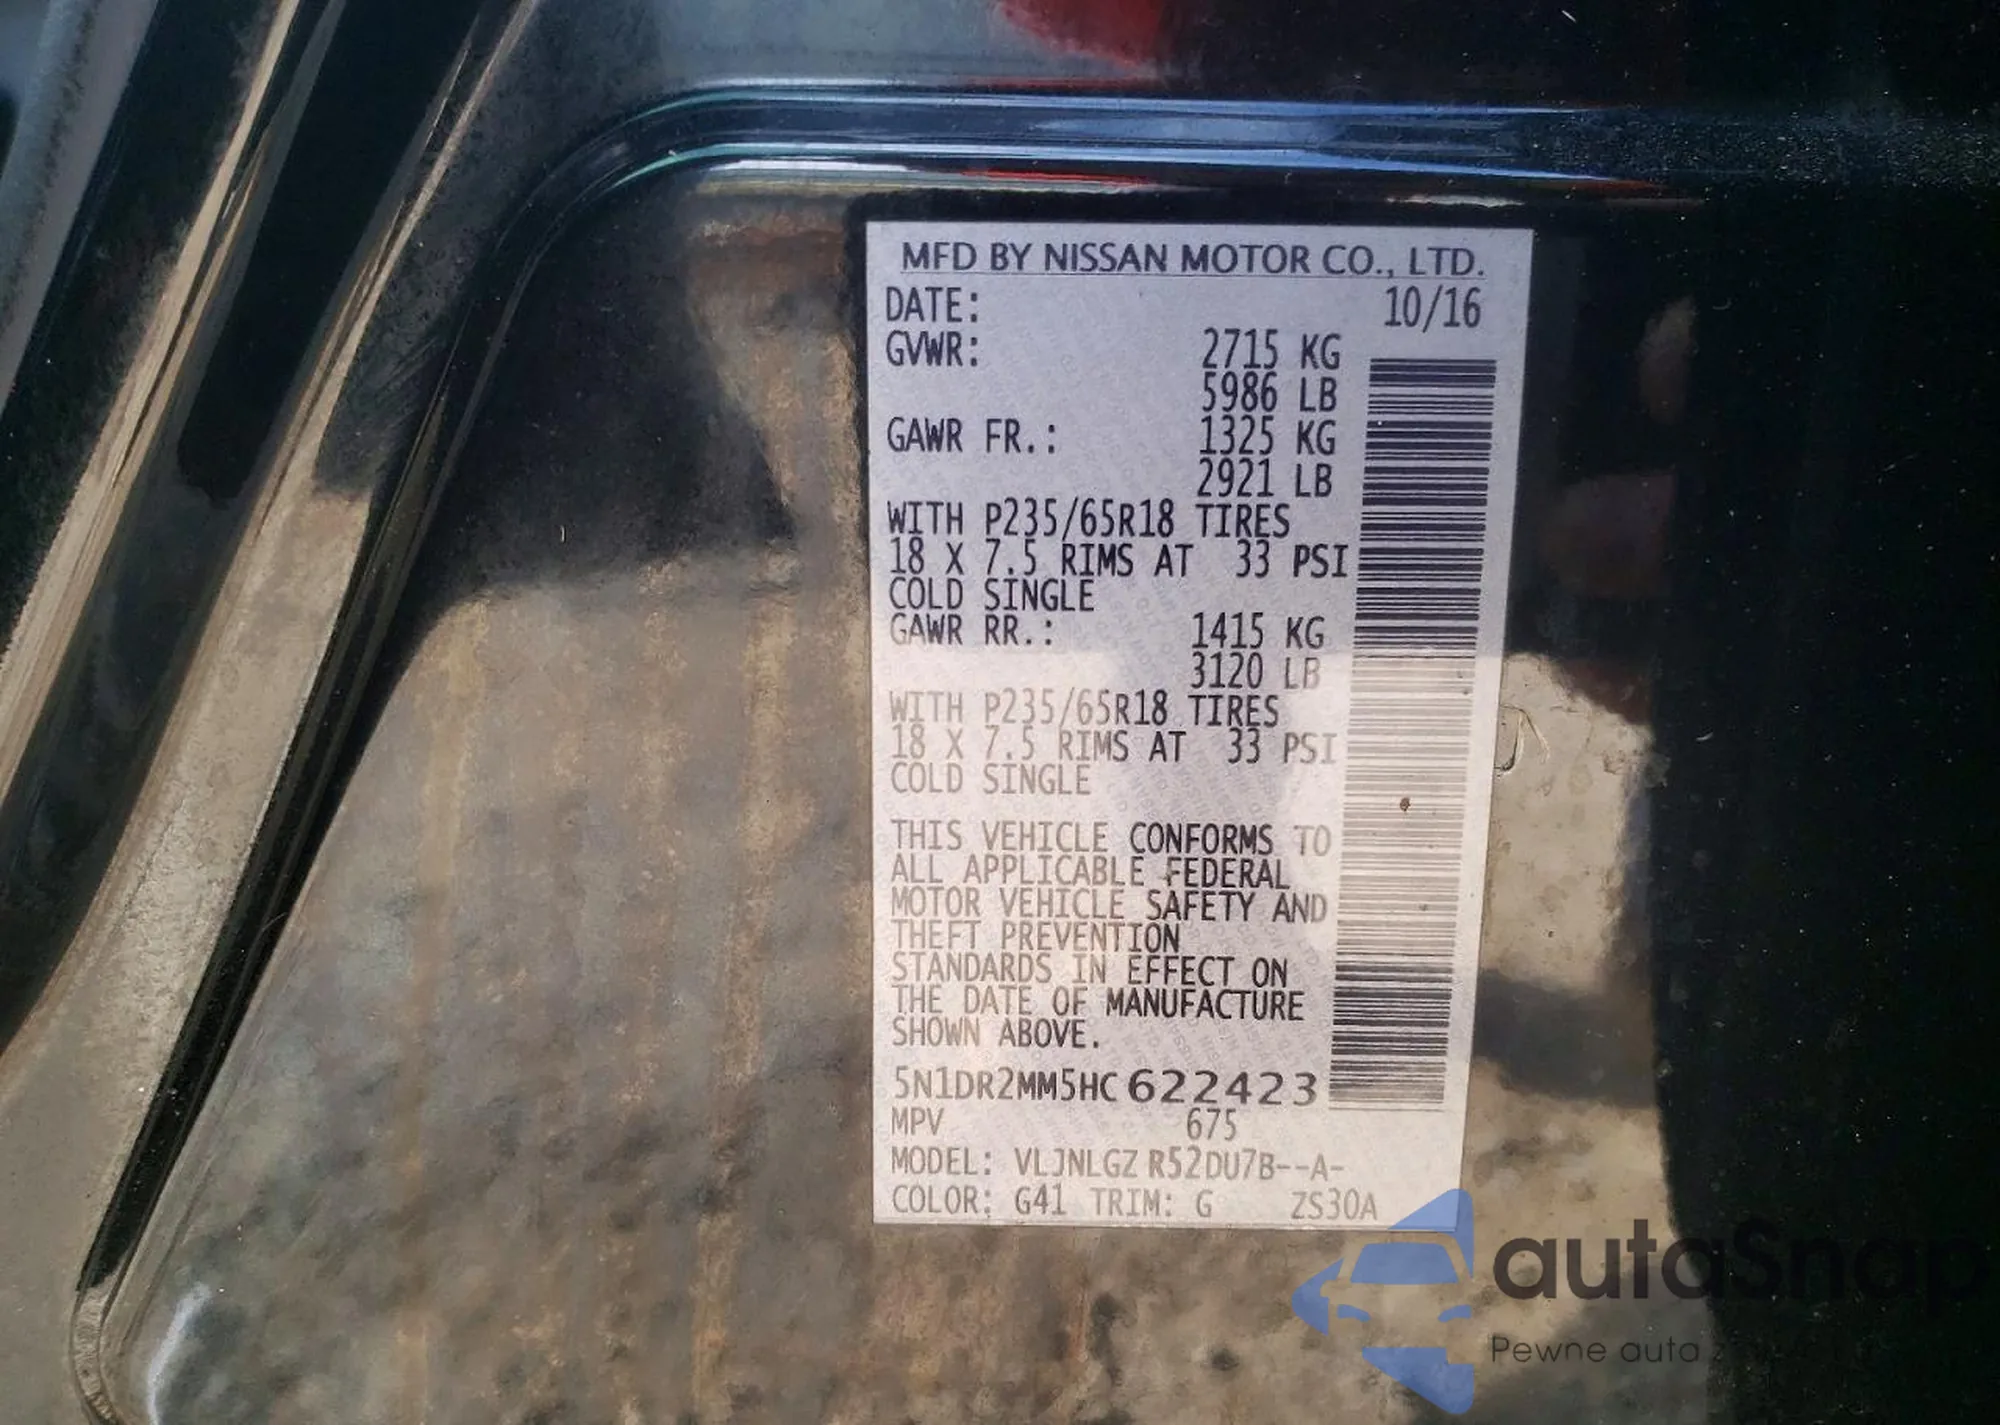 MFD BY NISSAN MOTOR CO., LTD.
DATE: 10/16
GVWR: 2715 KG
5986 LB
GAWR FR.: 1325 KG
2921 LB
WITH P235/65R18 TIRES
18 X 7.5 RIMS AT 33 PSI
COLD SINGLE
GAWR RR.: 1415 KG
3120 LB
WITH P235/65R18 TIRES
18 X 7.5 RIMS AT 33 PSI
COLD SINGLE
THIS VEHICLE CONFORMS TO
ALL APPLICABLE FEDERAL
MOTOR VEHICLE SAFETY AND
THEFT PREVENTION
STANDARDS IN EFFECT ON
THE DATE OF MANUFACTURE
SHOWN ABOVE.
5N1DR2MM5HC622423
MPV 675
MODEL: VLJNLGZ R52DU7B--A-
COLOR: G41 TRIM: G ZS30A
autaSnap
Pewne auta